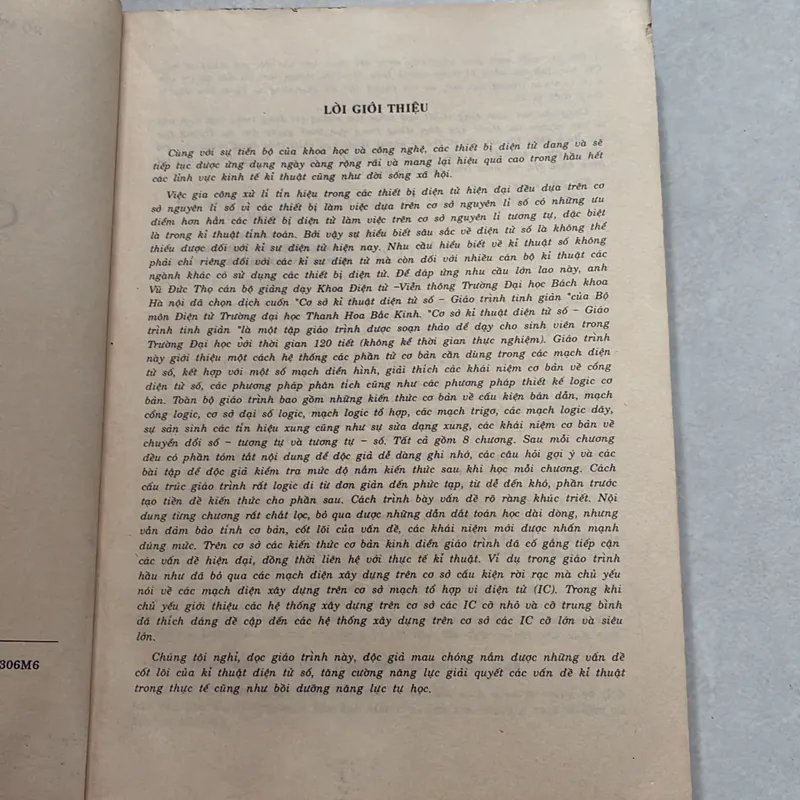 LỜI GIỚI THIỆU
Cùng với sự tiến bộ của khoa học và công nghệ, các thiết bị điện tử đang và sẽ
tiếp tục được ứng dụng ngày càng rộng rãi và mang lại hiệu quả cao trong hầu hết
các lĩnh vực kinh tế kĩ thuật cũng như đời sống xã hội.
Việc gia công xử lí tín hiệu trong các thiết bị điện tử hiện đại đều dựa trên cơ
sở nguyên lí số vì các thiết bị làm việc dựa trên cơ sở nguyên lí số có những ưu
điểm hơn hẳn các thiết bị điện tử làm việc trên cơ sở nguyên lí tương tự, đặc biệt
là trong kĩ thuật tính toán. Bởi vậy sự hiểu biết sâu sắc về điện tử số là không thể
thiếu được đối với kĩ sư điện tử hiện nay. Nhu cầu hiểu biết về kĩ thuật số không
phải chỉ riêng đối với các kĩ sư điện tử mà còn đối với nhiều cán bộ kĩ thuật các
ngành khác có sử dụng các thiết bị điện tử. Để đáp ứng nhu cầu lớn lao này, anh
Vũ Đức Thọ cán bộ giảng dạy Khoa Điện tử -Viễn thông Trường Đại học Bách khoa
Hà nội đã chọn dịch cuốn "Cơ sở kĩ thuật điện tử số - Giáo trình tinh giản "của Bộ
môn Điện tử Trường đại học Thanh Hoa Bắc Kinh. "Cơ sở kĩ thuật điện tử số - Giáo
trình tinh giản "là một tập giáo trình được soạn thảo để dạy cho sinh viên trong
Trường Đại học với thời gian 120 tiết (không kể thời gian thực nghiệm). Giáo trình
này giới thiệu một cách hệ thống các phần tử cơ bản cần dùng trong các mạch điện
tử số, kết hợp với một số mạch điển hình, giải thích các khái niệm cơ bản về cổng
điện tử số, các phương pháp phân tích cũng như các phương pháp thiết kế logic cơ
bản. Toàn bộ giáo trình bao gồm những kiến thức cơ bản về cấu kiện bán dẫn, mạch
cổng logic, cơ sở đại số logic, mạch logic tổ hợp, các mạch trigơ, các mạch logic dãy,
sự sản sinh các tín hiệu xung cũng như sự sửa dạng xung, các khái niệm cơ bản về
chuyển đổi số - tương tự và tương tự - số. Tất cả gồm 8 chương. Sau mỗi chương
đều có phần tóm tắt nội dung để độc giả dễ dàng ghi nhớ, các câu hỏi gợi ý và các
bài tập để độc giả kiểm tra mức độ nắm kiến thức sau khi học mỗi chương. Cách
cấu trúc giáo trình rất logic đi từ đơn giản đến phức tạp, từ dễ đến khó, phần trước
tạo tiền đề kiến thức cho phần sau. Cách trình bày vấn đề rõ ràng khúc triết. Nội
dung từng chương rất chắt lọc, bỏ qua được những dẫn dắt toán học dài dòng, nhưng
vẫn đảm bảo tính cơ bản, cốt lõi của vấn đề, các khái niệm mới được nhấn mạnh
đúng mức. Trên cơ sở các kiến thức cơ bản kinh điển giáo trình đã cố gắng tiếp cận
các vấn đề hiện đại, đồng thời liên hệ với thực tế kĩ thuật. Ví dụ trong giáo trình
hầu như đã bỏ qua các mạch điện xây dựng trên cơ sở cấu kiện rời rạc mà chủ yếu
nói về các mạch điện xây dựng trên cơ sở mạch tổ hợp vi điện tử (IC). Trong khi
chủ yếu giới thiệu các hệ thống xây dựng trên cơ sở các IC cỡ nhỏ và cỡ trung bình
đã thích đáng đề cập đến các hệ thống xây dựng trên cơ sở các IC cỡ lớn và siêu
lớn.
Chúng tôi nghĩ, đọc giáo trình này, độc giả mau chóng nắm được những vấn đề
cốt lõi của kĩ thuật điện tử số, tăng cường năng lực giải quyết các vấn đề kĩ thuật
trong thực tế cũng như bồi dưỡng năng lực tự học.
306M6